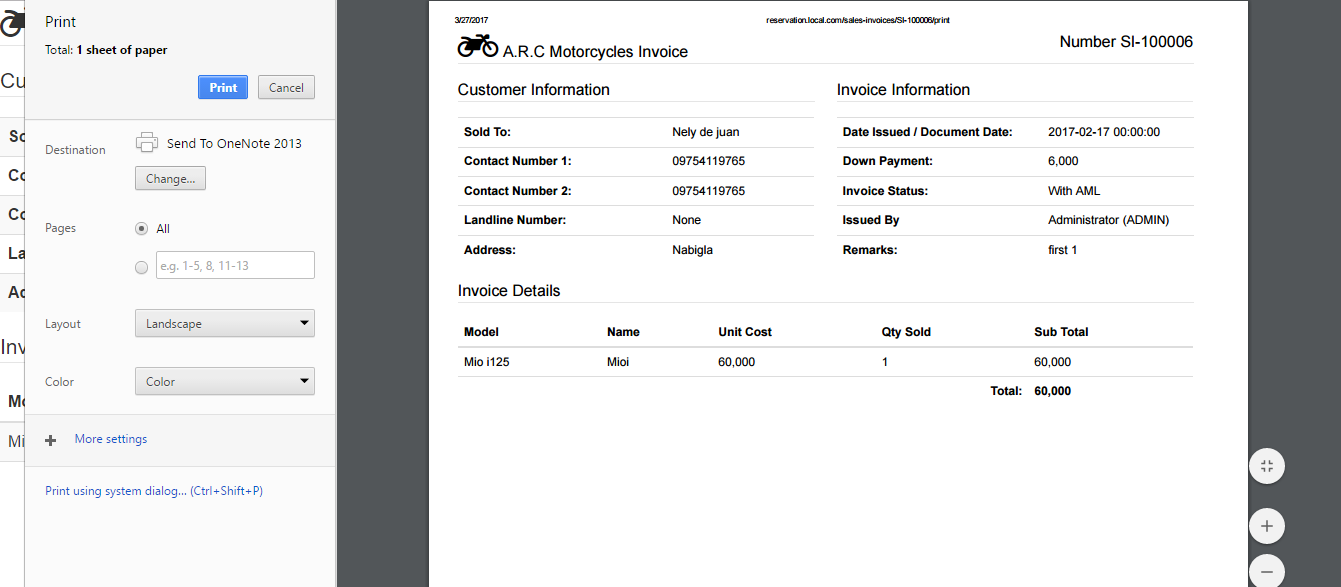 Print
Total: 1 sheet of paper
Print Cancel
Destination Send To OneNote 2013
Change...
Pages All
e.g. 1-5, 8, 11-13
Layout Landscape
Color Color
More settings
Print using system dialog... (Ctrl+Shift+P)
Cu
So
Co
Co
La
Ad
Inv
Mo
Mi
3/27/2017 reservation.local.com/sales-invoices/SI-100006/print
A.R.C Motorcycles Invoice Number SI-100006
Customer Information
Sold To: Nely de juan
Contact Number 1: 09754119765
Contact Number 2: 09754119765
Landline Number: None
Address: Nabigla
Invoice Information
Date Issued / Document Date: 2017-02-17 00:00:00
Down Payment: 6,000
Invoice Status: With AML
Issued By Administrator (ADMIN)
Remarks: first 1
Invoice Details
Model Name Unit Cost Qty Sold Sub Total
Mio i125 Mioi 60,000 1 60,000
Total: 60,000